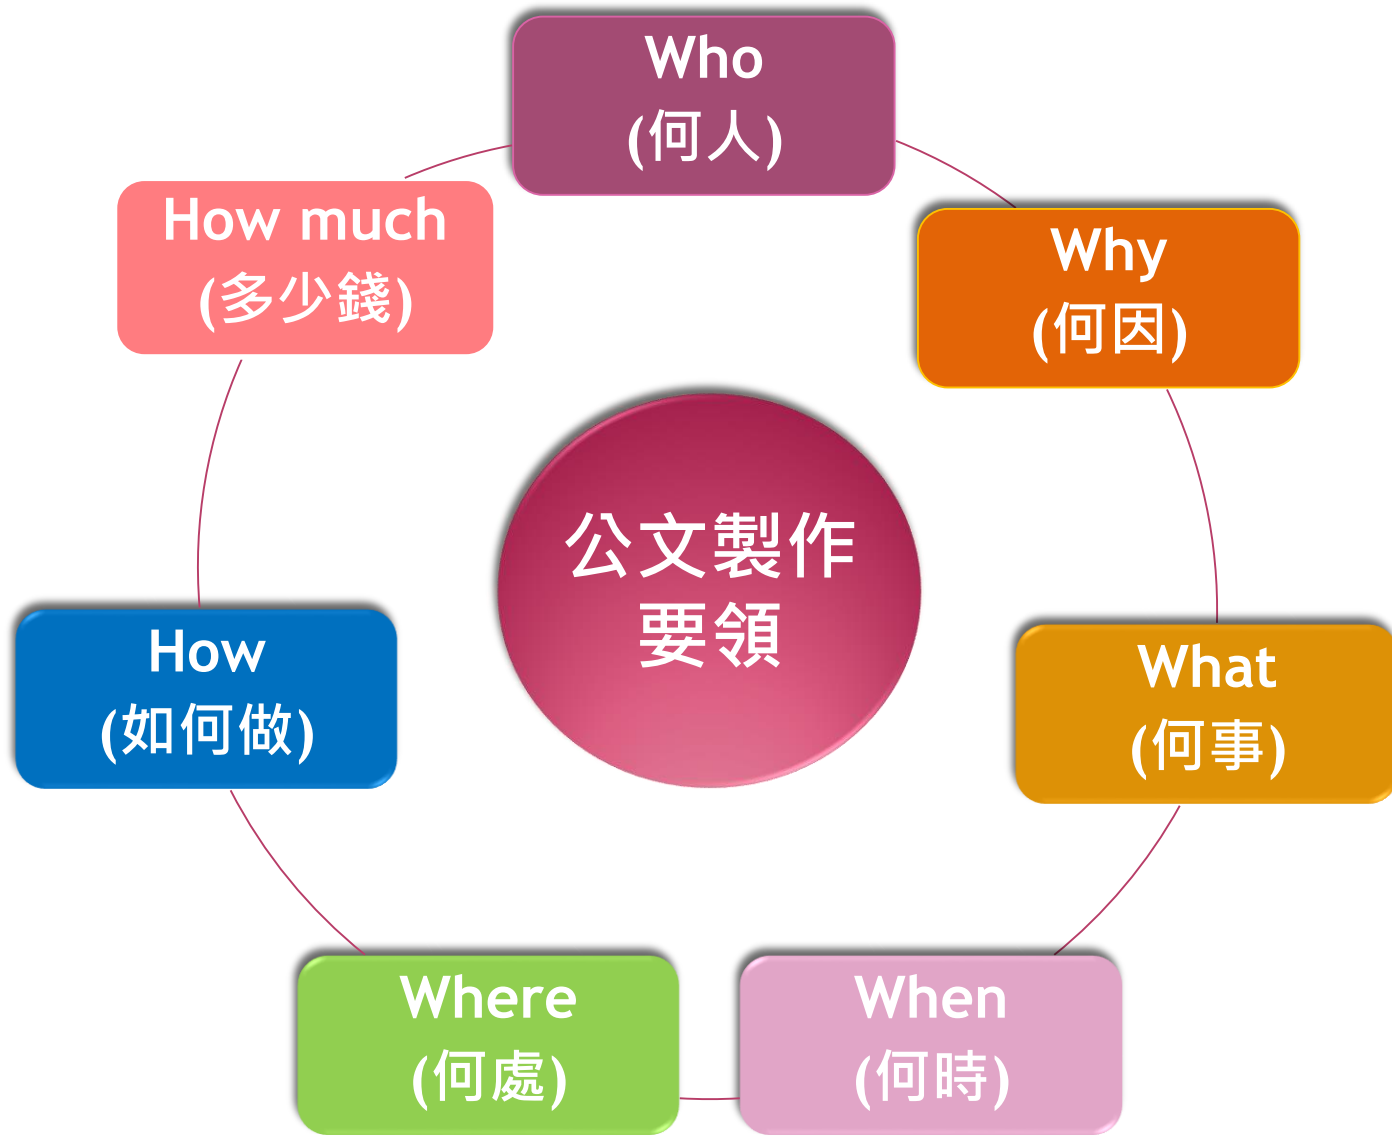 Who
(何人)
Why
(何因)
What
(何事)
When
(何時)
Where
(何處)
How
(如何做)
How much
(多少錢)
公文製作
要領